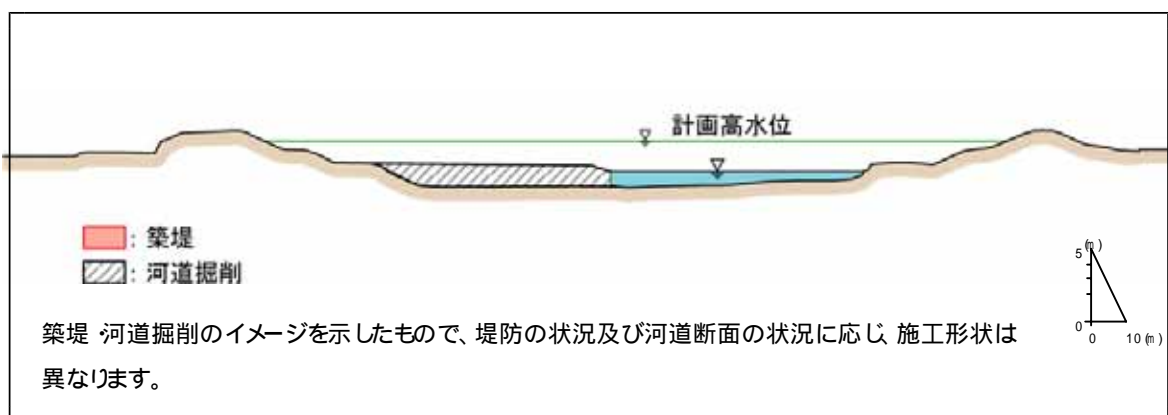 計画高水位
: 築堤
: 河道掘削
5(m)
0
0 10(m)
築堤・河道掘削のイメージを示したもので、堤防の状況及び河道断面の状況に応じ、施工形状は
異なります。